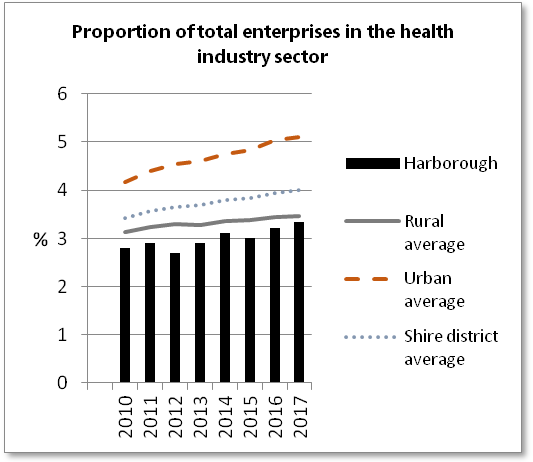 Proportion of total enterprises in the health
industry sector
6
5
4
3
2
1
0
%
2010
2011
2012
2013
2014
2015
2016
2017
Harborough
Rural
average
Urban
average
Shire district
average